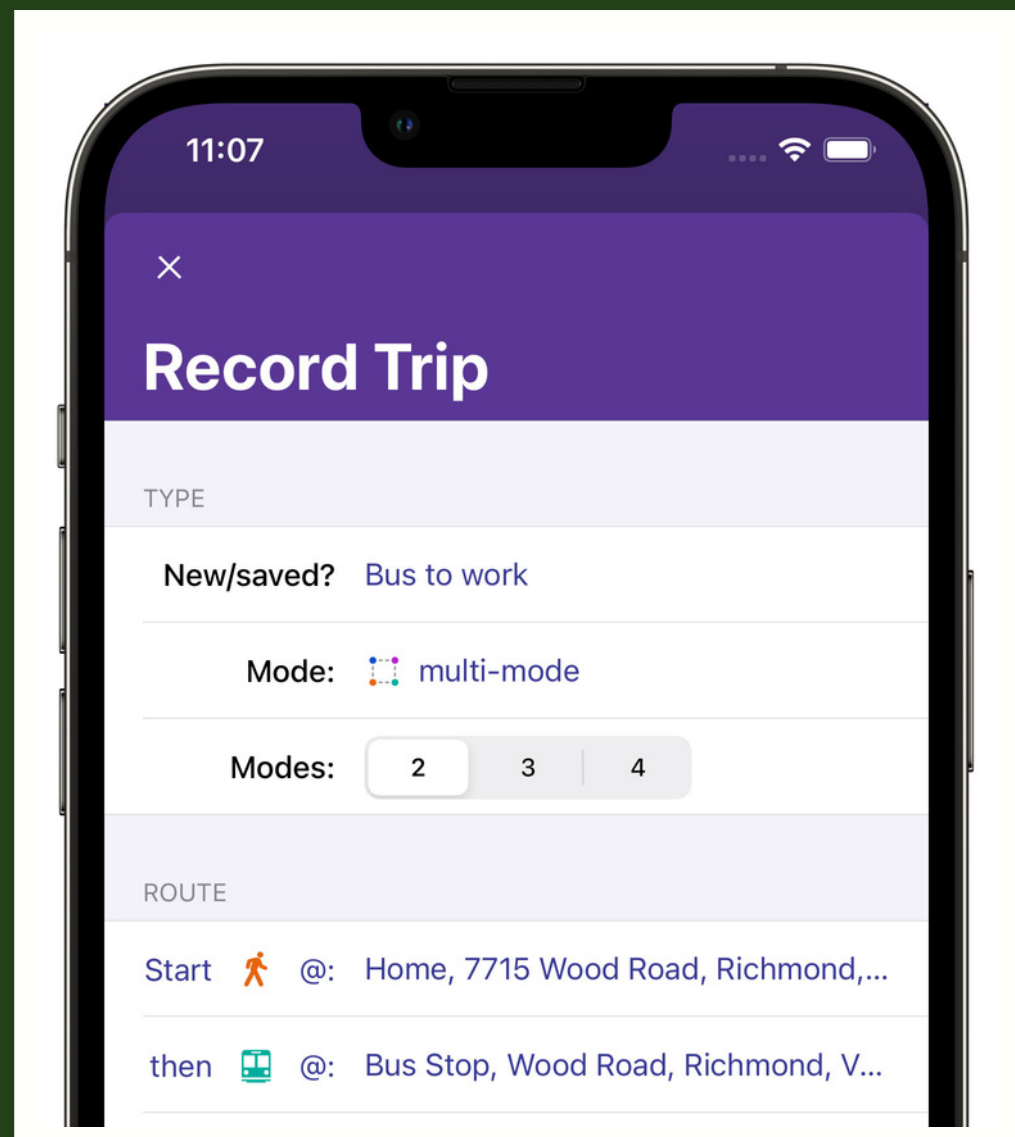 11:07
Record Trip
TYPE
New/saved? Bus to work
Mode: multi-mode
Modes: 2 3 4
ROUTE
Start @: Home, 7715 Wood Road, Richmond,...
then @: Bus Stop, Wood Road, Richmond, V...